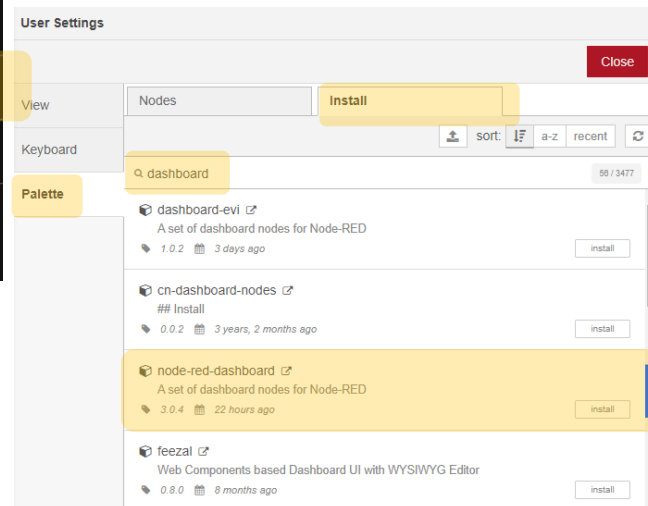 User Settings
Close
View
Keyboard
Palette
Nodes
Install
sort:
a-z
recent
dashboard
56 / 3477
dashboard-evi
A set of dashboard nodes for Node-RED
1.0.2 3 days ago
install
cn-dashboard-nodes
## Install
0.0.2 3 years, 2 months ago
install
node-red-dashboard
A set of dashboard nodes for Node-RED
3.0.4 22 hours ago
install
feezal
Web Components based Dashboard UI with WYSIWYG Editor
0.8.0 8 months ago
install